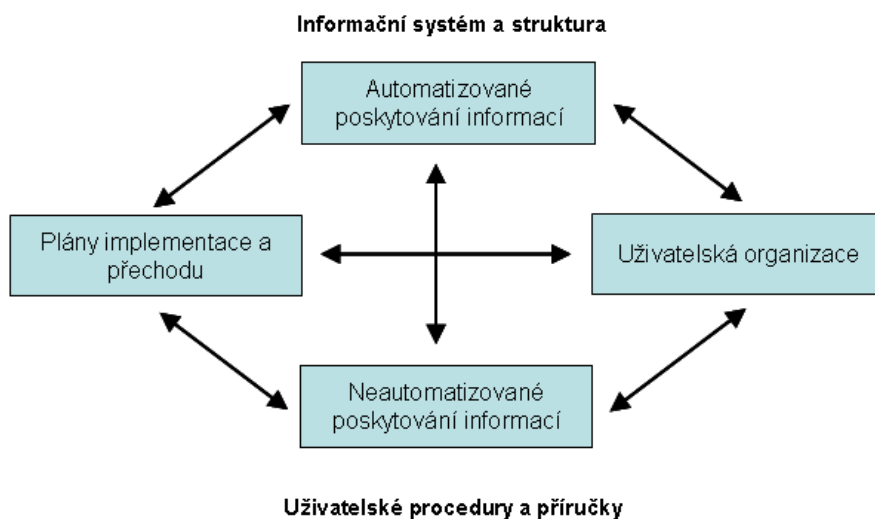 Informační systém a struktura
Automatizované
poskytování informací
Plány implementace a
přechodu
Uživatelská organizace
Neautomatizované
poskytování informací
Uživatelské procedury a příručky